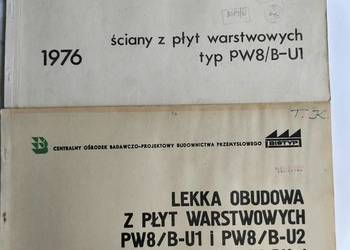 ściany z płyt warstwowych
1976 typ PW8/B-U1
T. K.
CENTRALNY OŚRODEK BADAWCZO-PROJEKTOWY BUDOWNICTWA PRZEMYSŁOWEGO BISTYP
LEKKA OBUDOWA
Z PŁYT WARSTWOWYCH
PW8/B-U1 i PW8/B-U2